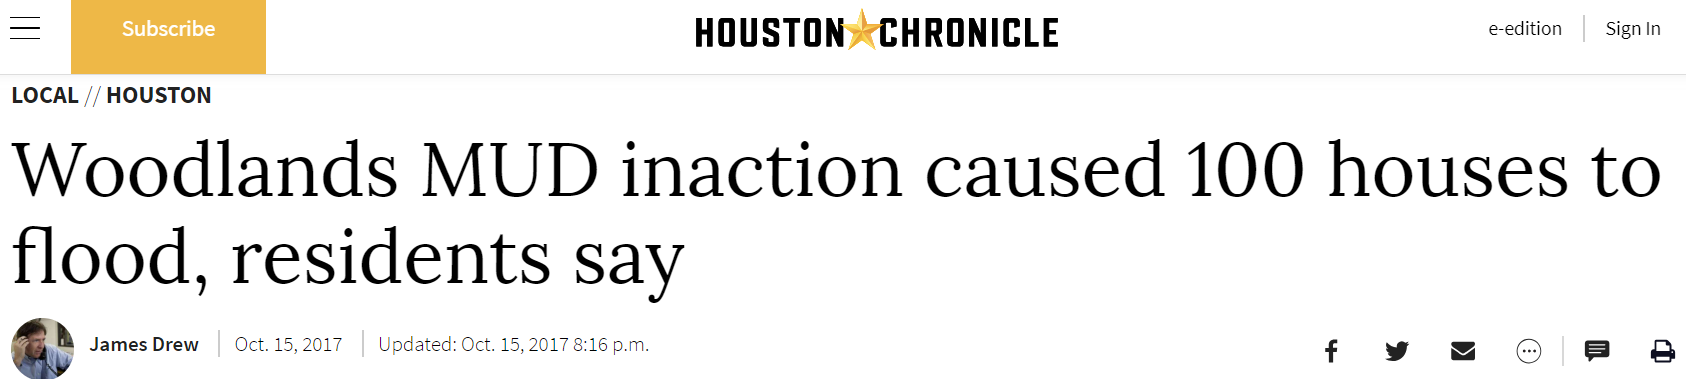 Subscribe
HOUSTON CHRONICLE
e-edition
Sign In
LOCAL // HOUSTON
Woodlands MUD inaction caused 100 houses to
flood, residents say
James Drew
Oct. 15, 2017
Updated: Oct. 15, 2017 8:16 p.m.